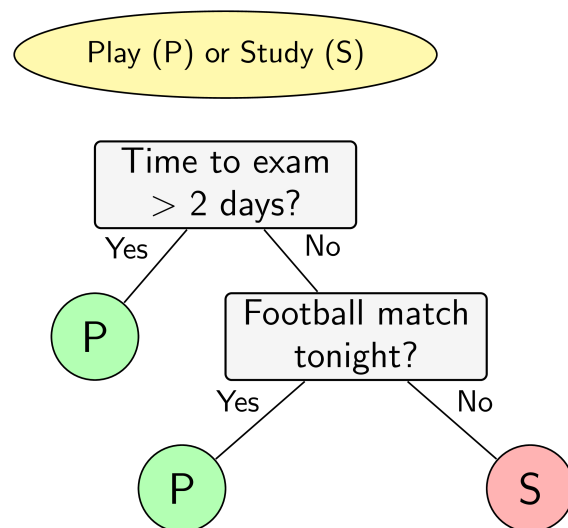 Play (P) or Study (S)
Time to exam
> 2 days?
Yes
No
P
Football match
tonight?
Yes
No
P
S